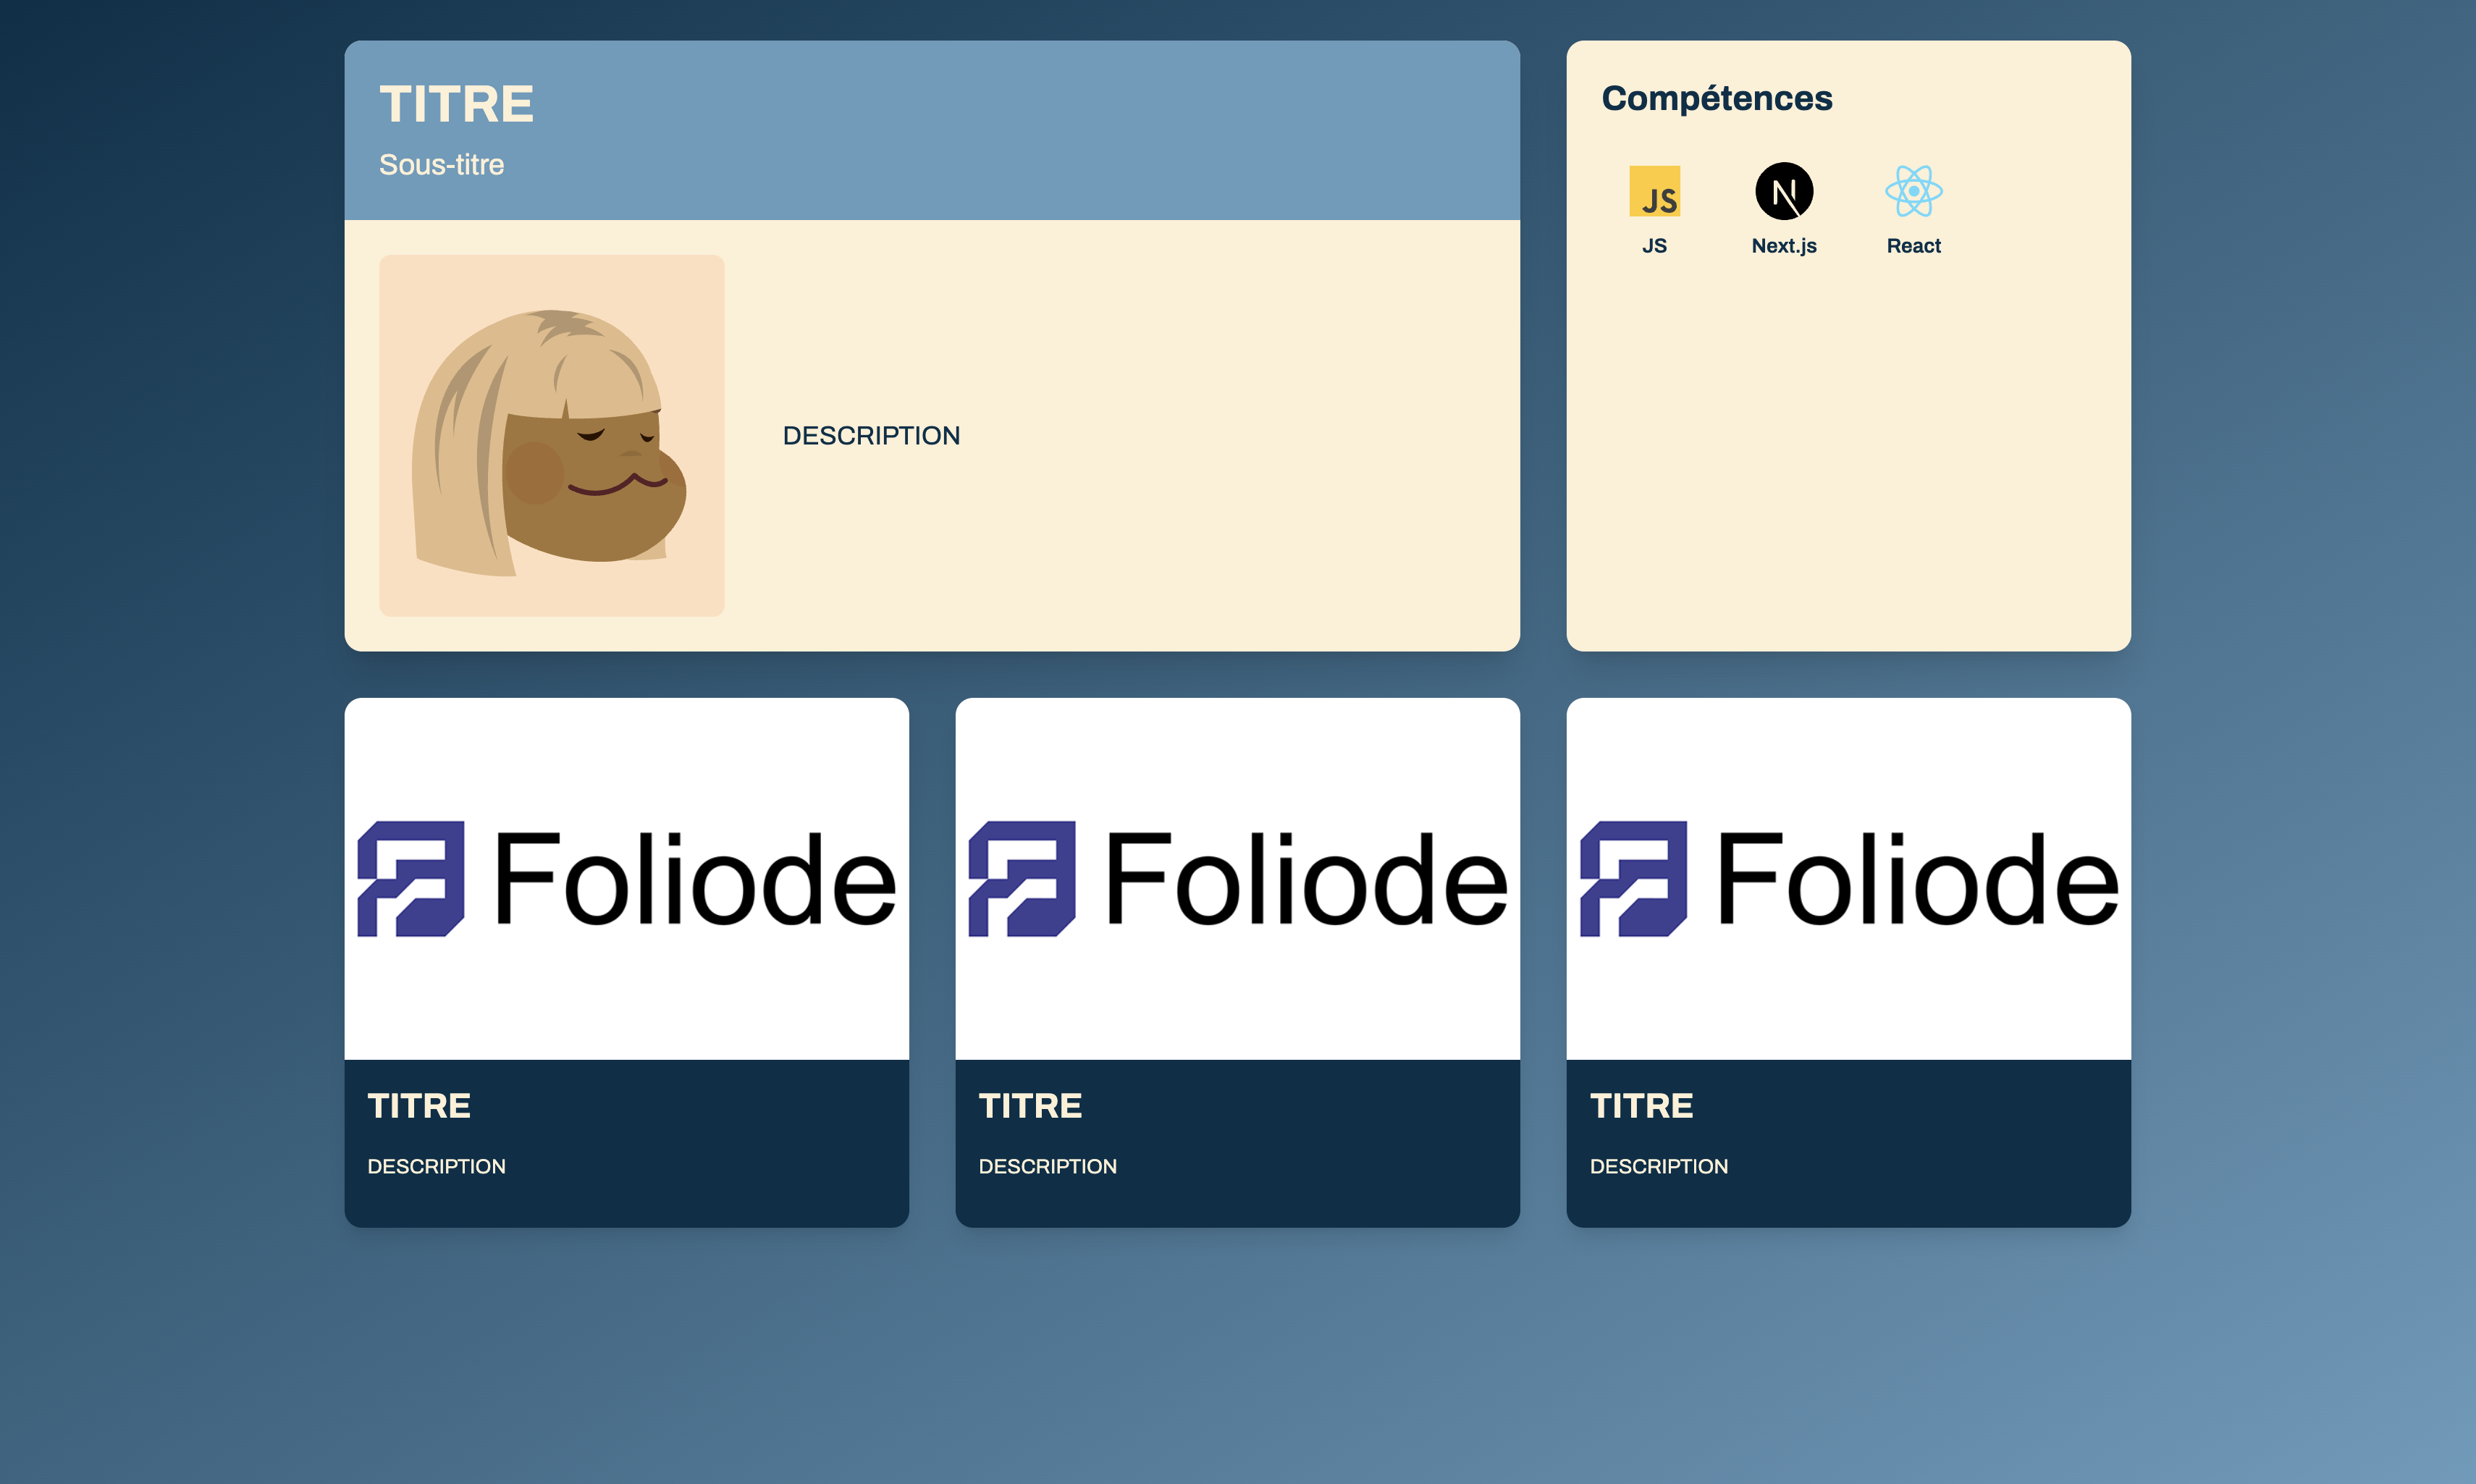 TITRE
Sous-titre
DESCRIPTION
Compétences
JS
JS
Next.js
React
Foliode
TITRE
DESCRIPTION
Foliode
TITRE
DESCRIPTION
Foliode
TITRE
DESCRIPTION